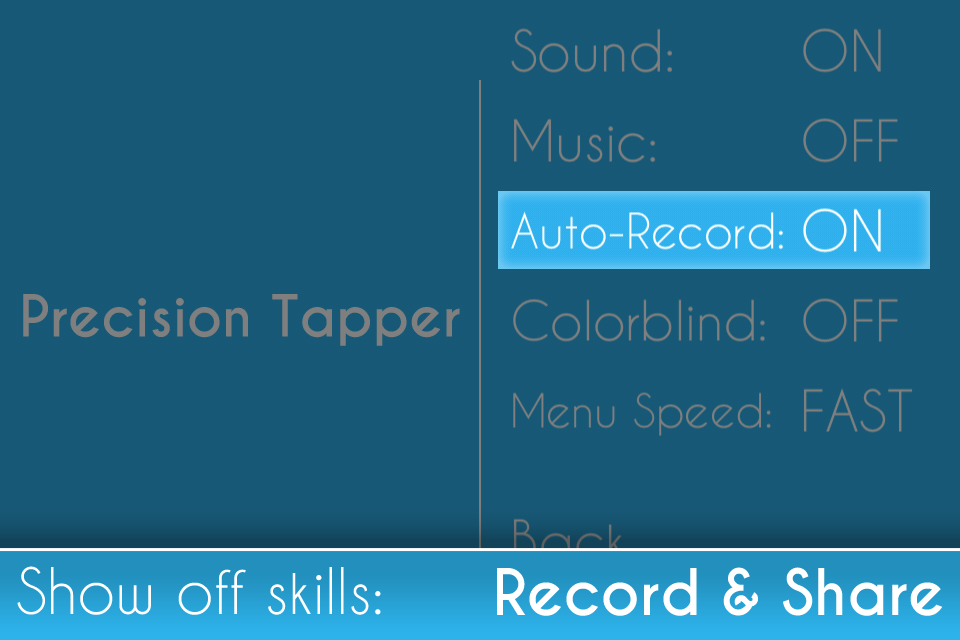 Sound: ON
Music: OFF
Auto-Record: ON
Precision Tapper
Colorblind: OFF
Menu Speed: FAST
Back
Show off skills: Record & Share